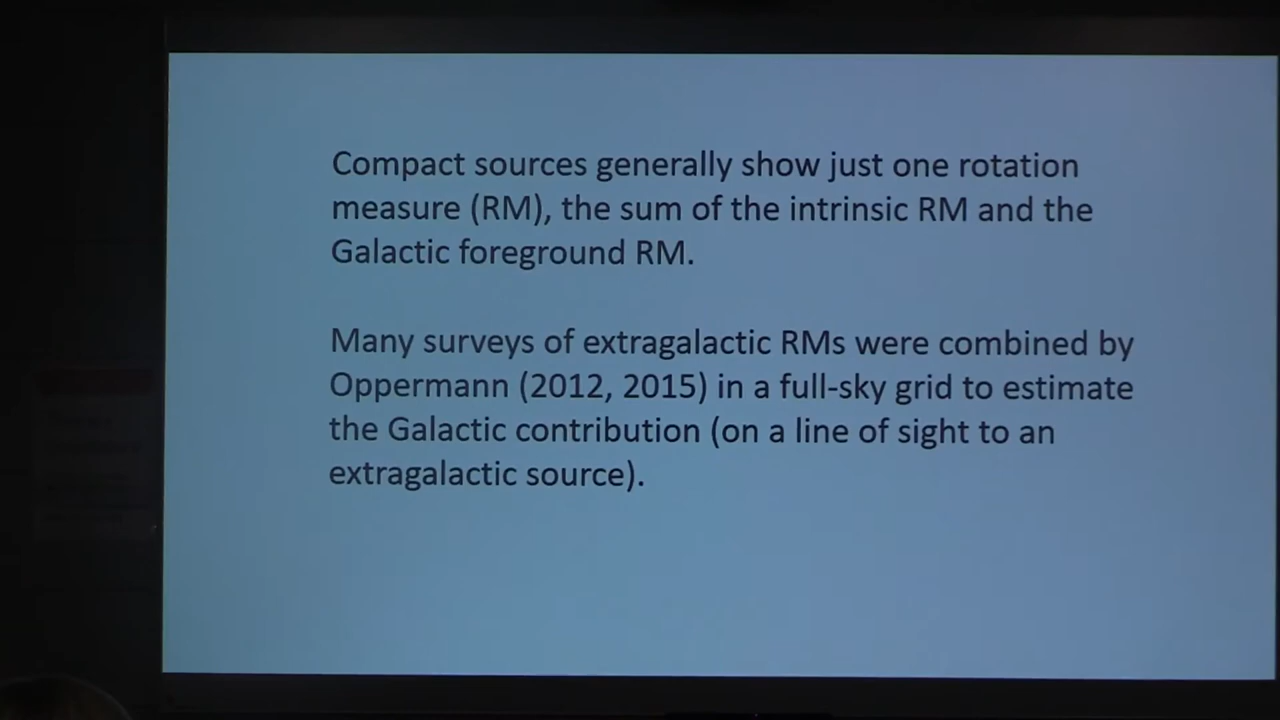 Compact sources generally show just one rotation
measure (RM), the sum of the intrinsic RM and the
Galactic foreground RM.
Many surveys of extragalactic RMs were combined by
Oppermann (2012, 2015) in a full-sky grid to estimate
the Galactic contribution (on a line of sight to an
extragalactic source).